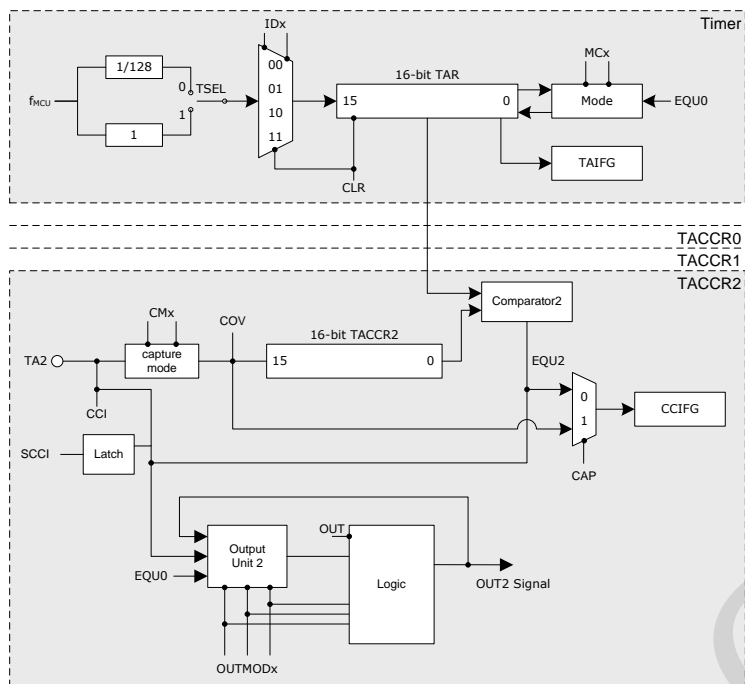 Timer
IDx
1/128
00
16-bit TAR
MCx
0
TSEL
01
fMCU
15
0
Mode
EQU0
1
10
1
11
TAIFG
CLR
TACCR0
TACCR1
TACCR2
Comparator2
CMx
COV
16-bit TACCR2
TA2
capture
mode
15
0
EQU2
0
CCIFG
CCI
1
SCCI
Latch
CAP
OUT
Output
Unit 2
EQU0
Logic
OUT2 Signal
OUTMODx